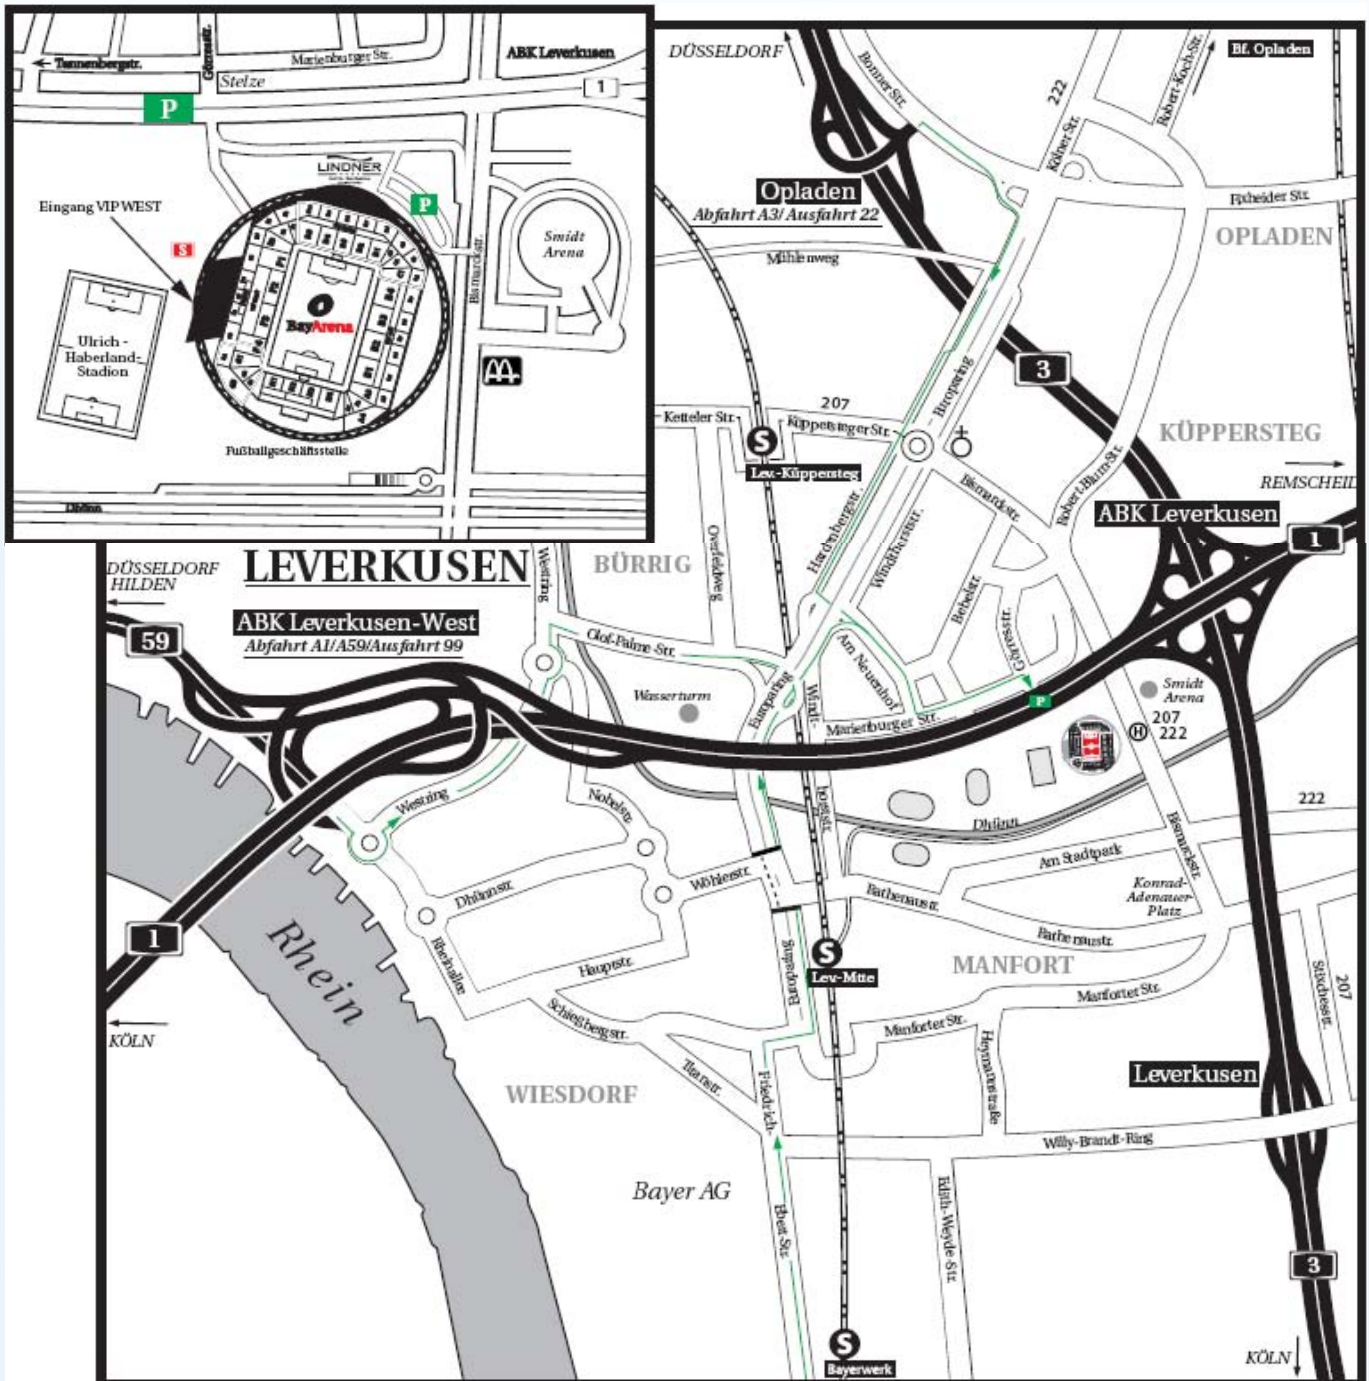 Tannenbergstr.
Görresstr.
Marienburger Str.
Stelze
ABK Leverkusen
1
P
LINDNER
P
Eingang VIP WEST
S
Smidt
Arena
Bismarckstr.
BayArena
Ulrich -
Haberland-
Stadion
Fußballgeschäftsstelle
Dhünn
DÜSSELDORF
Bonner Str.
222
Kölner Str.
Robert-Koch-Str.
Bf. Opladen
Opladen
Abfahrt A3/ Ausfahrt 22
Fixheider Str.
OPLADEN
Mühlenweg
3
Europaring
207
Ketteler Str.
Küppersteger Str.
S
Lev.-Küppersteg
KÜPPERSTEG
REMSCHEID
Bismarckstr.
Robert-Blum-Str.
ABK Leverkusen
1
Hardenbergstr.
Windthorststr.
Overfeldweg
BÜRRIG
Westring
LEVERKUSEN
DÜSSELDORF
HILDEN
59
ABK Leverkusen-West
Abfahrt A1/A59/Ausfahrt 99
Olof-Palme-Str.
Bebelstr.
Görresstr.
Am Neuenhof
Wasserturm
Europaring
Windt-
horststr.
Marienburger Str.
P
Smidt
Arena
H
207
222
Westring
Nobelstr.
Dhünn
222
Bismarckstr.
Am Stadtpark
Dhünnstr.
Wöhlerstr.
Rathenaustr.
Konrad-
Adenauer-
Platz
Rathenaustr.
1
Rhein
Rheinallee
Hauptstr.
Europaring
S
Lev.-Mitte
MANFORT
Manforter Str.
Stixchesstr.
207
KÖLN
Schießbergstr.
Manforter Str.
Heymannstraße
Titanstr.
Friedrich-
Ebert-Str.
WIESDORF
Leverkusen
Willy-Brandt-Ring
Bayer AG
Edith-Weyde-Str.
3
S
Bayerwerk
KÖLN